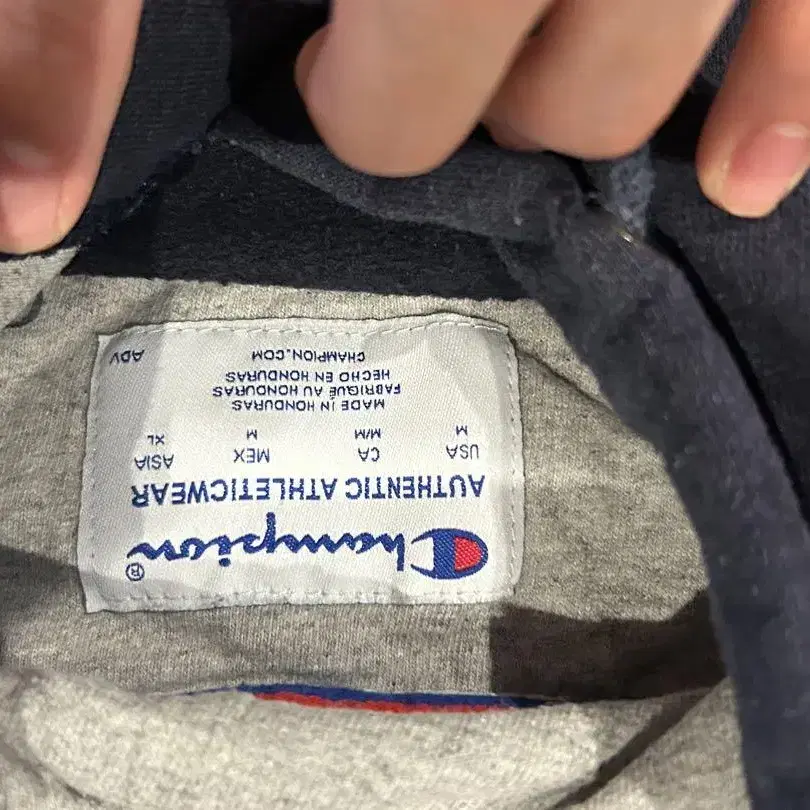 Champion®
AUTHENTIC ATHLETICWEAR
USA CA MEX ASIA
M M/M M XL
MADE IN HONDURAS
FABRIQUÉ AU HONDURAS
HECHO EN HONDURAS
CHAMPION.COM ADV